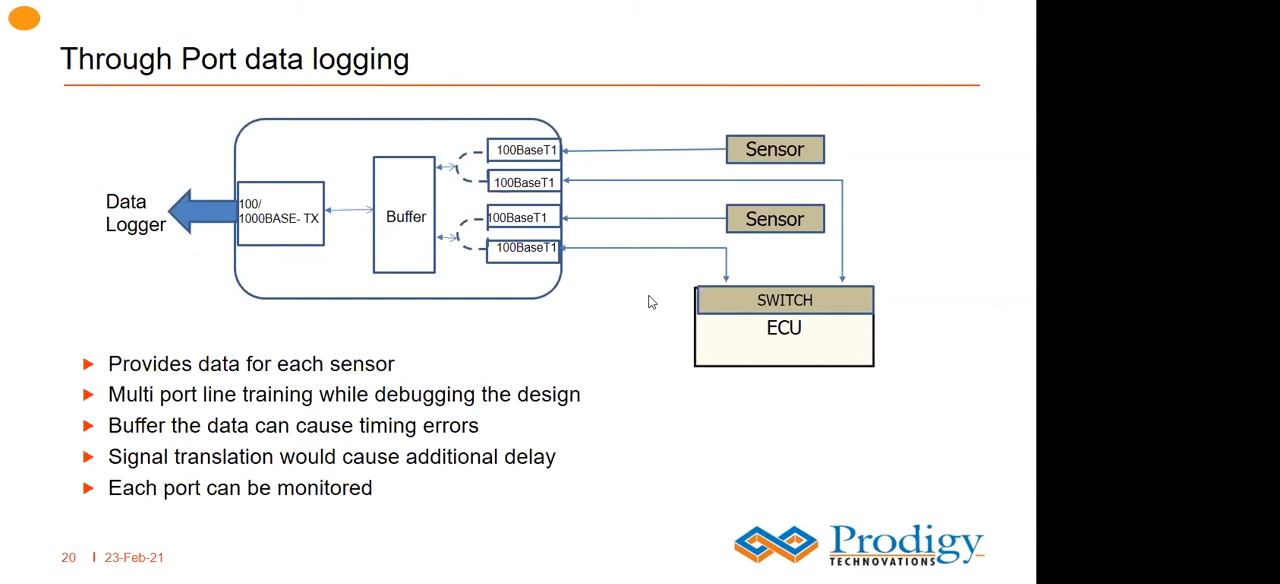 Through Port data logging
100BaseT1
Sensor
100BaseT1
Data
Logger
100/
1000BASE- TX
Buffer
100BaseT1
Sensor
100BaseT1
SWITCH
ECU
Provides data for each sensor
Multi port line training while debugging the design
Buffer the data can cause timing errors
Signal translation would cause additional delay
Each port can be monitored
20 I 23-Feb-21
Prodigy
TECHNOVATIONS